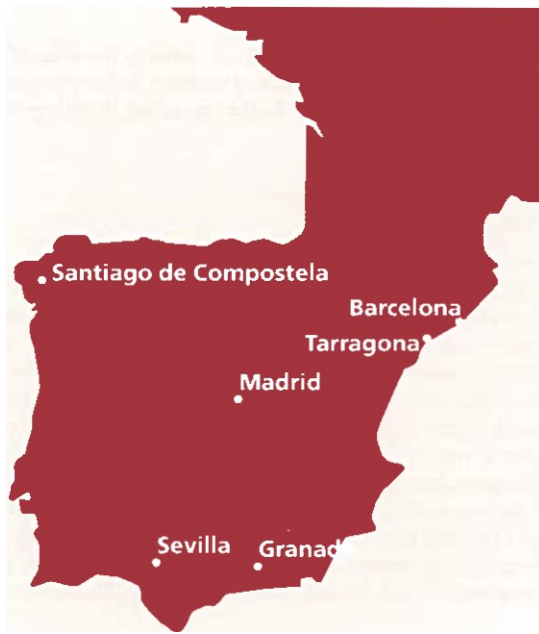 Santiago de Compostela
Barcelona
Tarragona
Madrid
Sevilla
Granad